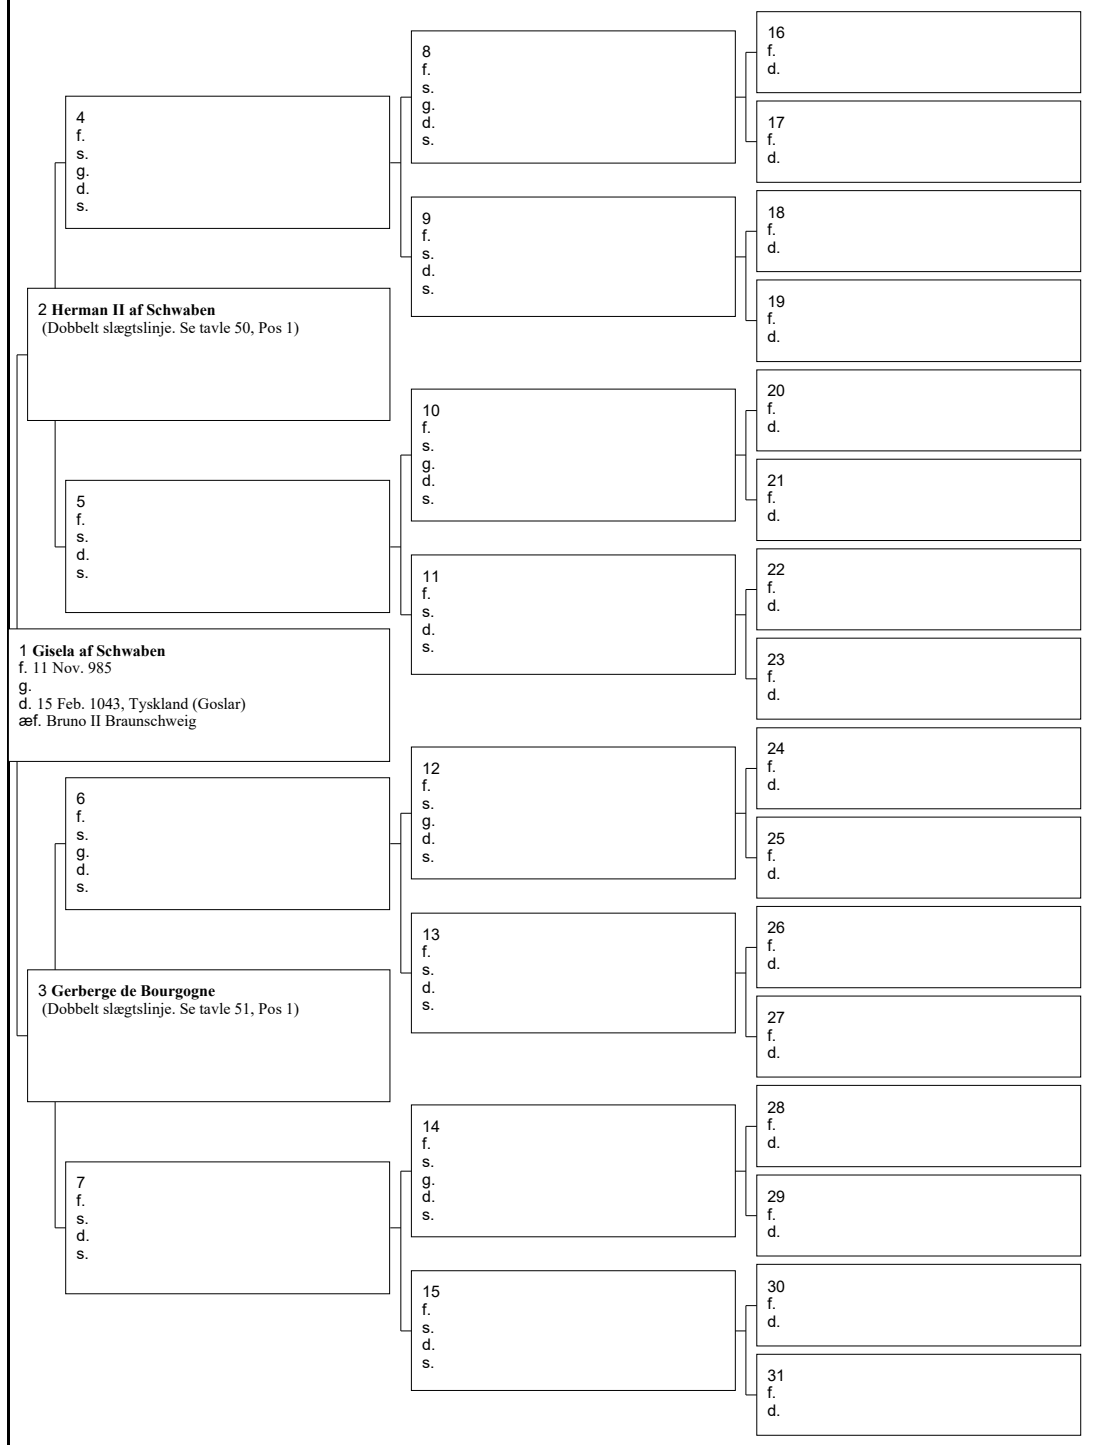 16
f.
d.
8
f.
s.
g.
d.
s.
17
f.
d.
4
f.
s.
g.
d.
s.
18
f.
d.
9
f.
s.
d.
s.
19
f.
d.
2 Herman II af Schwaben
(Dobbelt slægtslinje. Se tavle 50, Pos 1)
20
f.
d.
10
f.
s.
g.
d.
s.
21
f.
d.
5
f.
s.
d.
s.
22
f.
d.
11
f.
s.
d.
s.
23
f.
d.
1 Gisela af Schwaben
f. 11 Nov. 985
g.
d. 15 Feb. 1043, Tyskland (Goslar)
æf. Bruno II Braunschweig
24
f.
d.
12
f.
s.
g.
d.
s.
25
f.
d.
6
f.
s.
g.
d.
s.
26
f.
d.
13
f.
s.
d.
s.
27
f.
d.
3 Gerberge de Bourgogne
(Dobbelt slægtslinje. Se tavle 51, Pos 1)
28
f.
d.
14
f.
s.
g.
d.
s.
29
f.
d.
7
f.
s.
d.
s.
30
f.
d.
15
f.
s.
d.
s.
31
f.
d.